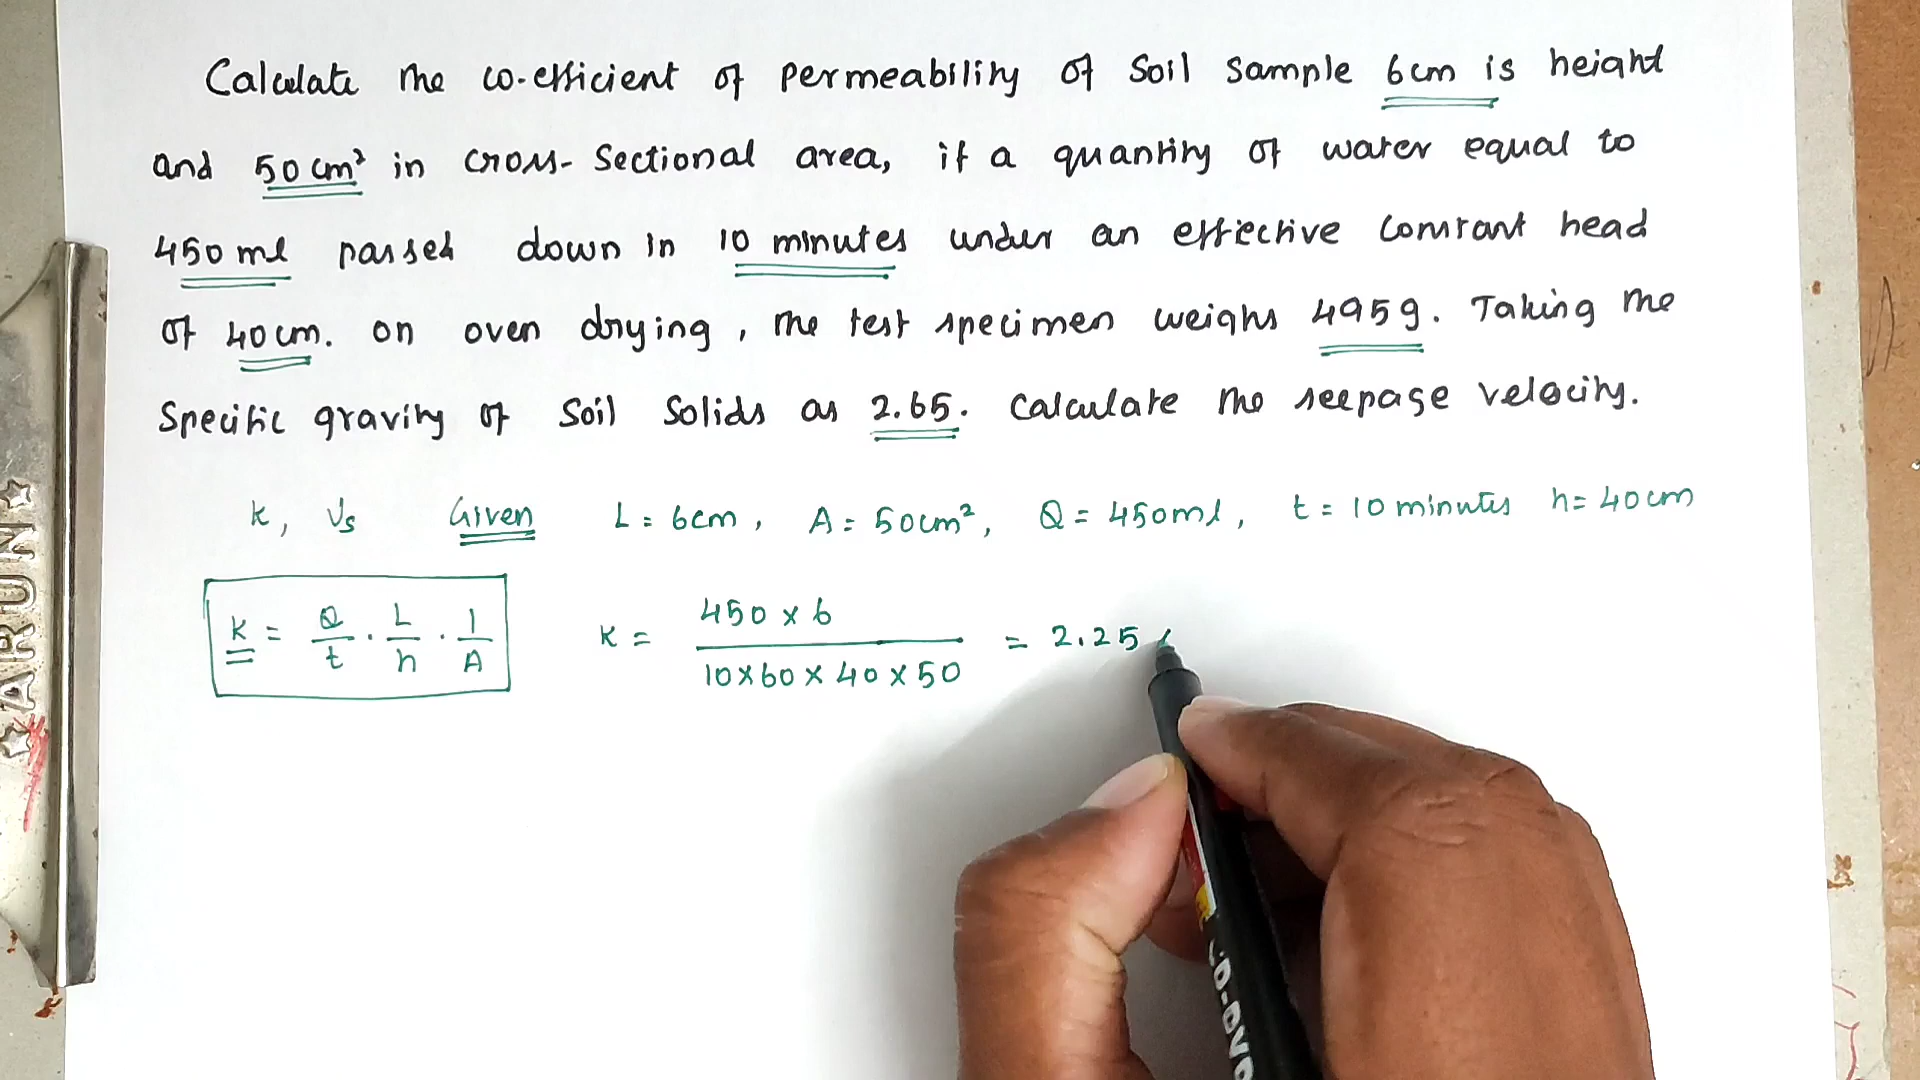 Calculate the co-efficient of permeability of soil sample 6cm is height
and 50 cm² in cross-sectional area, if a quantity of water equal to
450 ml passed down in 10 minutes under an effective constant head
of 40cm. on oven drying, the test specimen weighs 495g. Taking the
specific gravity of soil solids as 2.65. Calculate the seepage velocity.
k, Vs Given L = 6cm, A = 50cm², Q = 450ml, t = 10 minutes h = 40cm
k = Q/t . L/h . 1/A
k = 450 x 6 / 10x60 x 40 x 50 = 2.25
ARUN
CD-DVD